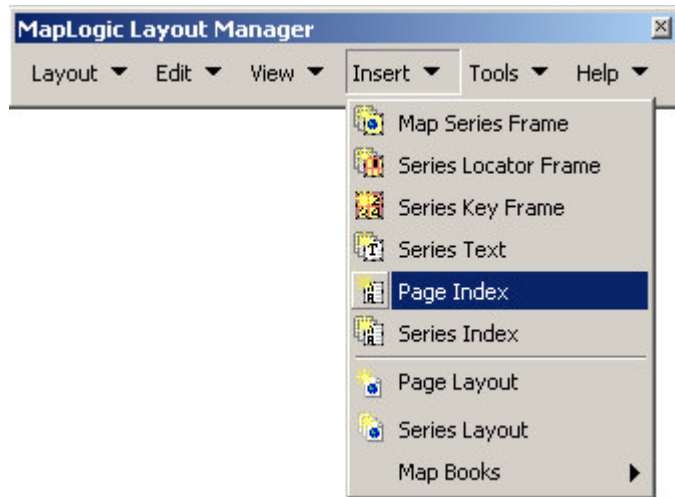 MapLogic Layout Manager
Layout Edit View Insert Tools Help
Map Series Frame
Series Locator Frame
Series Key Frame
Series Text
Page Index
Series Index
Page Layout
Series Layout
Map Books